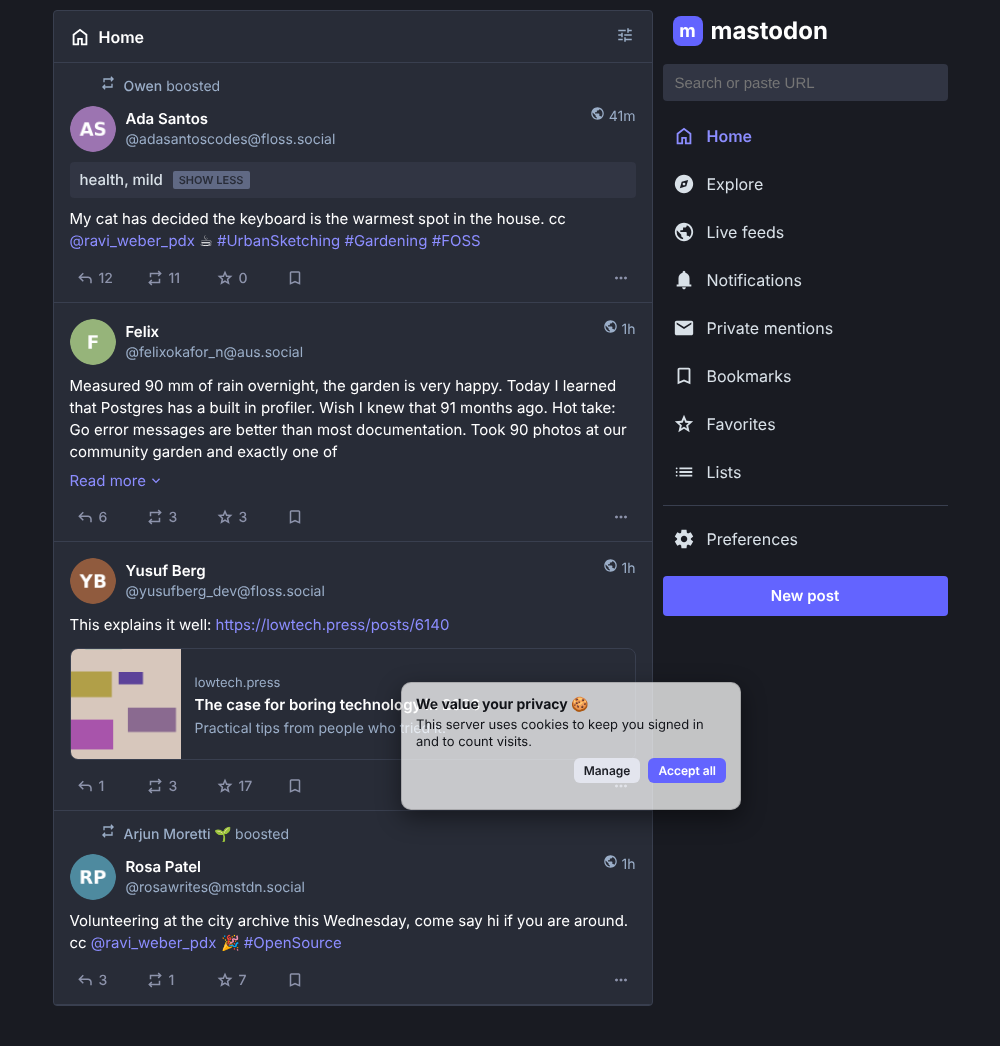 Home
Owen boosted
AS
Ada Santos
41m
@adasantoscodes@floss.social
health, mild SHOW LESS
My cat has decided the keyboard is the warmest spot in the house. cc
@ravi_weber_pdx ☕ #UrbanSketching #Gardening #FOSS
12 11 0
F
Felix
1h
@felixokafor_n@aus.social
Measured 90 mm of rain overnight, the garden is very happy. Today I learned
that Postgres has a built in profiler. Wish I knew that 91 months ago. Hot take:
Go error messages are better than most documentation. Took 90 photos at our
community garden and exactly one of
Read more
6 3 3
YB
Yusuf Berg
1h
@yusufberg_dev@floss.social
This explains it well: https://lowtech.press/posts/6140
lowtech.press
The case for boring technology
Practical tips from people who tried it.
1 3 17
Arjun Moretti 🌱 boosted
RP
Rosa Patel
1h
@rosawrites@mstdn.social
Volunteering at the city archive this Wednesday, come say hi if you are around.
cc @ravi_weber_pdx 🎉 #OpenSource
3 1 7
m mastodon
Search or paste URL
Home
Explore
Live feeds
Notifications
Private mentions
Bookmarks
Favorites
Lists
Preferences
New post
We value your privacy 🍪
This server uses cookies to keep you signed in
and to count visits.
Manage Accept all